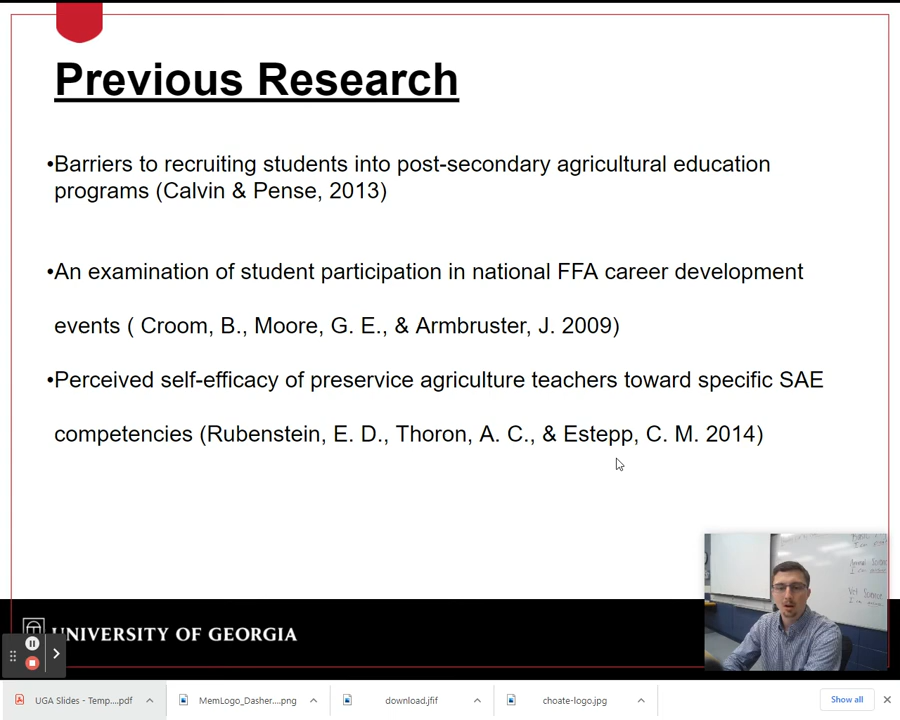 Previous Research
•Barriers to recruiting students into post-secondary agricultural education
programs (Calvin & Pense, 2013)
•An examination of student participation in national FFA career development
events ( Croom, B., Moore, G. E., & Armbruster, J. 2009)
•Perceived self-efficacy of preservice agriculture teachers toward specific SAE
competencies (Rubenstein, E. D., Thoron, A. C., & Estepp, C. M. 2014)
Vet Science
UNIVERSITY OF GEORGIA
UGA Slides - Temp....pdf
MemLogo_Dasher....png
download.jfif
choate-logo.jpg
Show all